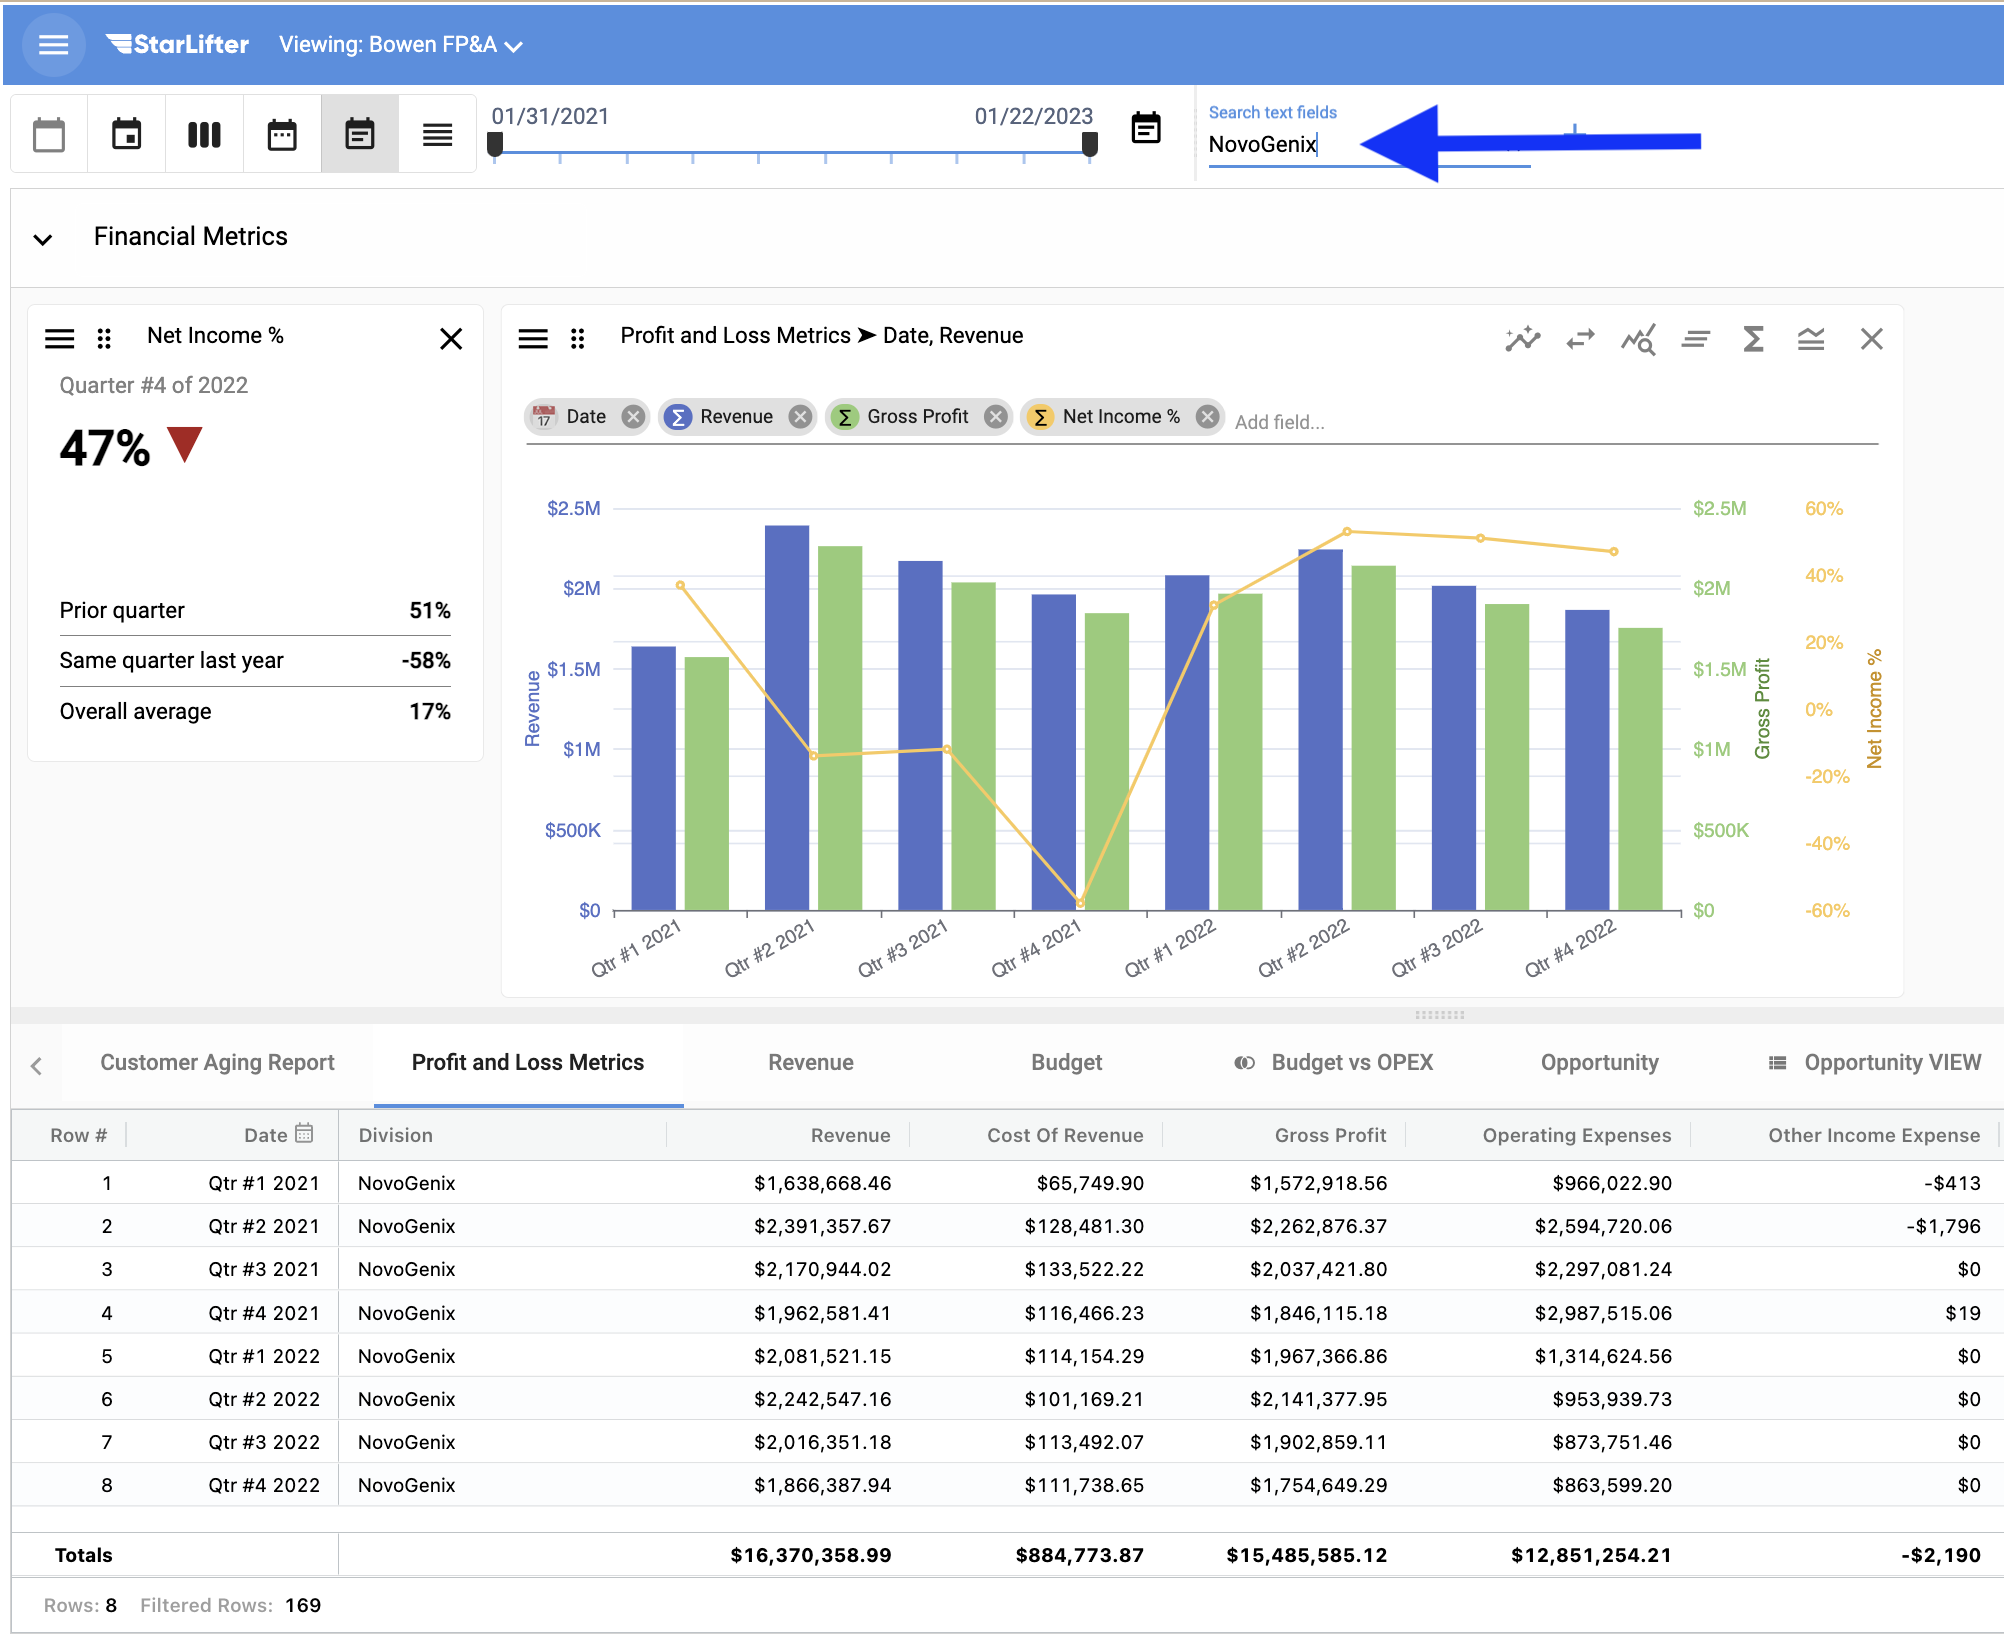 StarLifter Viewing: Bowen FP&A
01/31/2021 01/22/2023
Search text fields
NovoGenix
Financial Metrics
Net Income %
Quarter #4 of 2022
47%
Prior quarter 51%
Same quarter last year -58%
Overall average 17%
Profit and Loss Metrics ➤ Date, Revenue
17 Date Σ Revenue Σ Gross Profit Σ Net Income % Add field...
$2.5M $2.5M 60%
40%
$2M $2M
20%
$1.5M $1.5M
0%
$1M $1M
-20%
$500K $500K
-40%
$0 $0 -60%
Revenue
Gross Profit
Net Income %
Qtr #1 2021 Qtr #2 2021 Qtr #3 2021 Qtr #4 2021 Qtr #1 2022 Qtr #2 2022 Qtr #3 2022 Qtr #4 2022
Customer Aging Report Profit and Loss Metrics Revenue Budget Budget vs OPEX Opportunity Opportunity VIEW
Row # Date Division Revenue Cost Of Revenue Gross Profit Operating Expenses Other Income Expense
1 Qtr #1 2021 NovoGenix $1,638,668.46 $65,749.90 $1,572,918.56 $966,022.90 -$413
2 Qtr #2 2021 NovoGenix $2,391,357.67 $128,481.30 $2,262,876.37 $2,594,720.06 -$1,796
3 Qtr #3 2021 NovoGenix $2,170,944.02 $133,522.22 $2,037,421.80 $2,297,081.24 $0
4 Qtr #4 2021 NovoGenix $1,962,581.41 $116,466.23 $1,846,115.18 $2,987,515.06 $19
5 Qtr #1 2022 NovoGenix $2,081,521.15 $114,154.29 $1,967,366.86 $1,314,624.56 $0
6 Qtr #2 2022 NovoGenix $2,242,547.16 $101,169.21 $2,141,377.95 $953,939.73 $0
7 Qtr #3 2022 NovoGenix $2,016,351.18 $113,492.07 $1,902,859.11 $873,751.46 $0
8 Qtr #4 2022 NovoGenix $1,866,387.94 $111,738.65 $1,754,649.29 $863,599.20 $0
Totals $16,370,358.99 $884,773.87 $15,485,585.12 $12,851,254.21 -$2,190
Rows: 8 Filtered Rows: 169